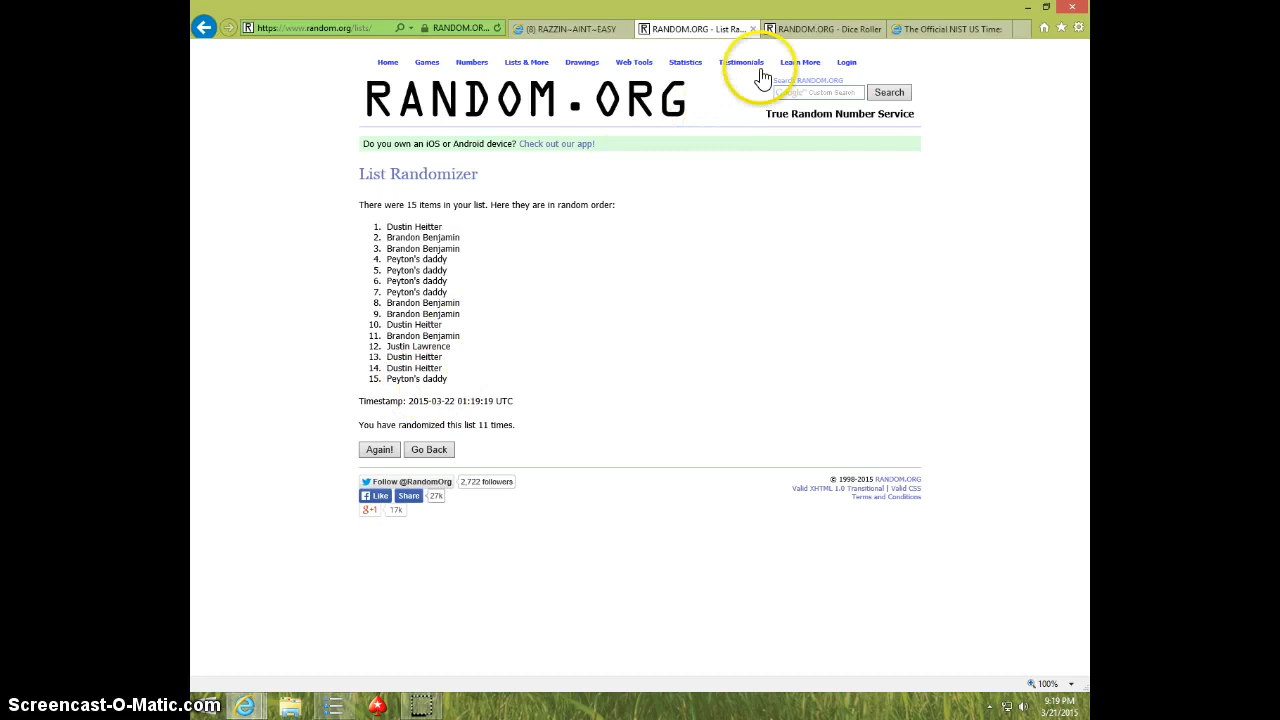 https://www.random.org/lists/
RANDOM.OR...
(8) RAZZIN~AINT~EASY
RANDOM.ORG - List Ra...
RANDOM.ORG - Dice Roller
The Official NIST US Time:
Home Games Numbers Lists & More Drawings Web Tools Statistics Testimonials Learn More Login
Search RANDOM.ORG
RANDOM.ORG
Google™ Custom Search
Search
True Random Number Service
Do you own an iOS or Android device? Check out our app!
List Randomizer
There were 15 items in your list. Here they are in random order:
1. Dustin Heitter
2. Brandon Benjamin
3. Brandon Benjamin
4. Peyton's daddy
5. Peyton's daddy
6. Peyton's daddy
7. Peyton's daddy
8. Brandon Benjamin
9. Brandon Benjamin
10. Dustin Heitter
11. Brandon Benjamin
12. Justin Lawrence
13. Dustin Heitter
14. Dustin Heitter
15. Peyton's daddy
Timestamp: 2015-03-22 01:19:19 UTC
You have randomized this list 11 times.
Again! Go Back
Follow @RandomOrg 2,722 followers
Like Share 27k
g+1 17k
© 1998-2015 RANDOM.ORG
Valid XHTML 1.0 Transitional | Valid CSS
Terms and Conditions
100%
9:19 PM
3/21/2015
Screencast-O-Matic.com